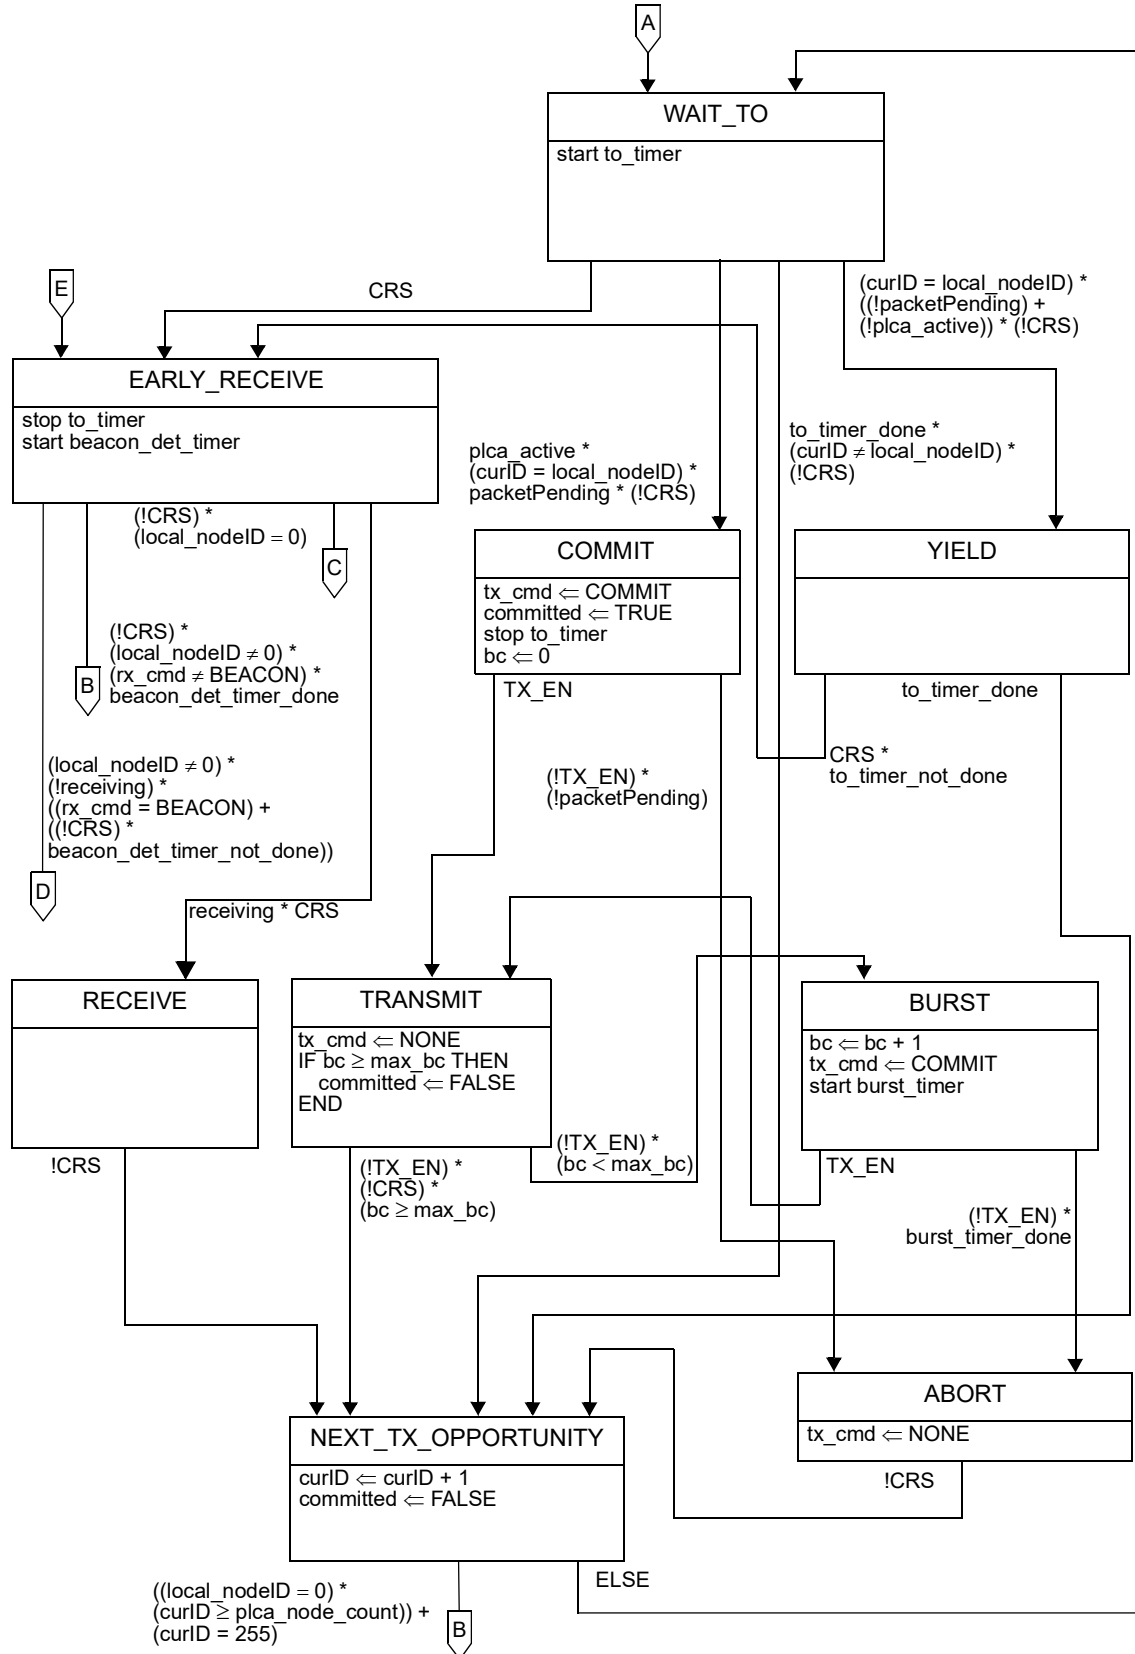 A
WAIT_TO
start to_timer
E
CRS
(curID = local_nodeID) *
((!packetPending) +
(!plca_active)) * (!CRS)
EARLY_RECEIVE
stop to_timer
start beacon_det_timer
plca_active *
(curID = local_nodeID) *
packetPending * (!CRS)
to_timer_done *
(curID ≠ local_nodeID) *
(!CRS)
(!CRS) *
(local_nodeID = 0)
C
COMMIT
tx_cmd ⇐ COMMIT
committed ⇐ TRUE
stop to_timer
bc ⇐ 0
YIELD
(!CRS) *
(local_nodeID ≠ 0) *
(rx_cmd ≠ BEACON) *
beacon_det_timer_done
B
TX_EN
to_timer_done
(local_nodeID ≠ 0) *
(!receiving) *
((rx_cmd = BEACON) +
((!CRS) *
beacon_det_timer_not_done))
D
(!TX_EN) *
(!packetPending)
CRS *
to_timer_not_done
receiving * CRS
RECEIVE
TRANSMIT
tx_cmd ⇐ NONE
IF bc ≥ max_bc THEN
committed ⇐ FALSE
END
BURST
bc ⇐ bc + 1
tx_cmd ⇐ COMMIT
start burst_timer
!CRS
(!TX_EN) *
(!CRS) *
(bc ≥ max_bc)
(!TX_EN) *
(bc < max_bc)
TX_EN
(!TX_EN) *
burst_timer_done
ABORT
tx_cmd ⇐ NONE
NEXT_TX_OPPORTUNITY
curID ⇐ curID + 1
committed ⇐ FALSE
!CRS
((local_nodeID = 0) *
(curID ≥ plca_node_count)) +
(curID = 255)
B
ELSE